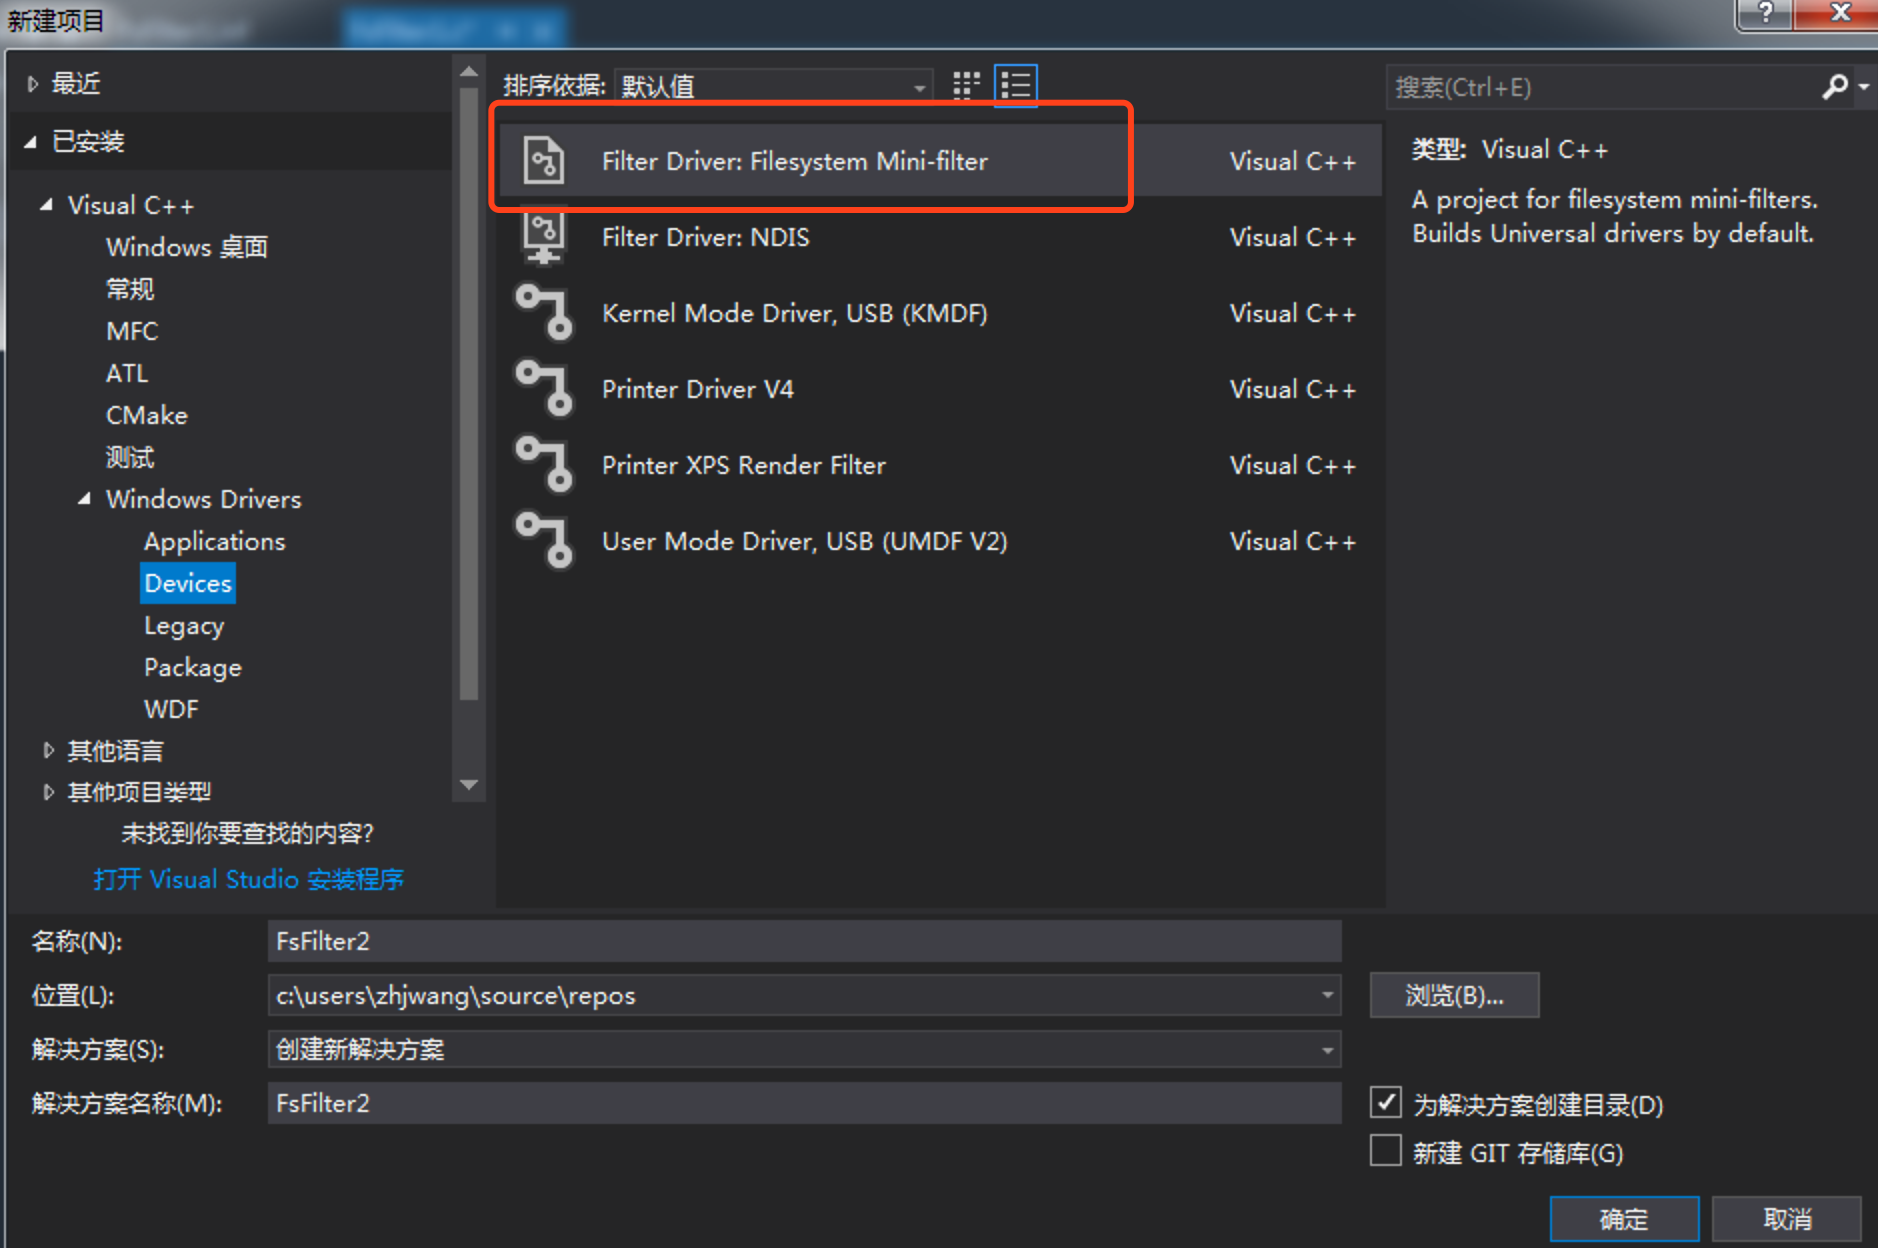 新建项目
最近
已安装
Visual C++
Windows 桌面
常规
MFC
ATL
CMake
测试
Windows Drivers
Applications
Devices
Legacy
Package
WDF
其他语言
其他项目类型
未找到你要查找的内容?
打开 Visual Studio 安装程序
排序依据: 默认值
Filter Driver: Filesystem Mini-filter Visual C++
Filter Driver: NDIS Visual C++
Kernel Mode Driver, USB (KMDF) Visual C++
Printer Driver V4 Visual C++
Printer XPS Render Filter Visual C++
User Mode Driver, USB (UMDF V2) Visual C++
搜索(Ctrl+E)
类型: Visual C++
A project for filesystem mini-filters.
Builds Universal drivers by default.
名称(N): FsFilter2
位置(L): c:\users\zhjwang\source\repos 浏览(B)...
解决方案(S): 创建新解决方案
解决方案名称(M): FsFilter2
为解决方案创建目录(D)
新建 GIT 存储库(G)
确定 取消